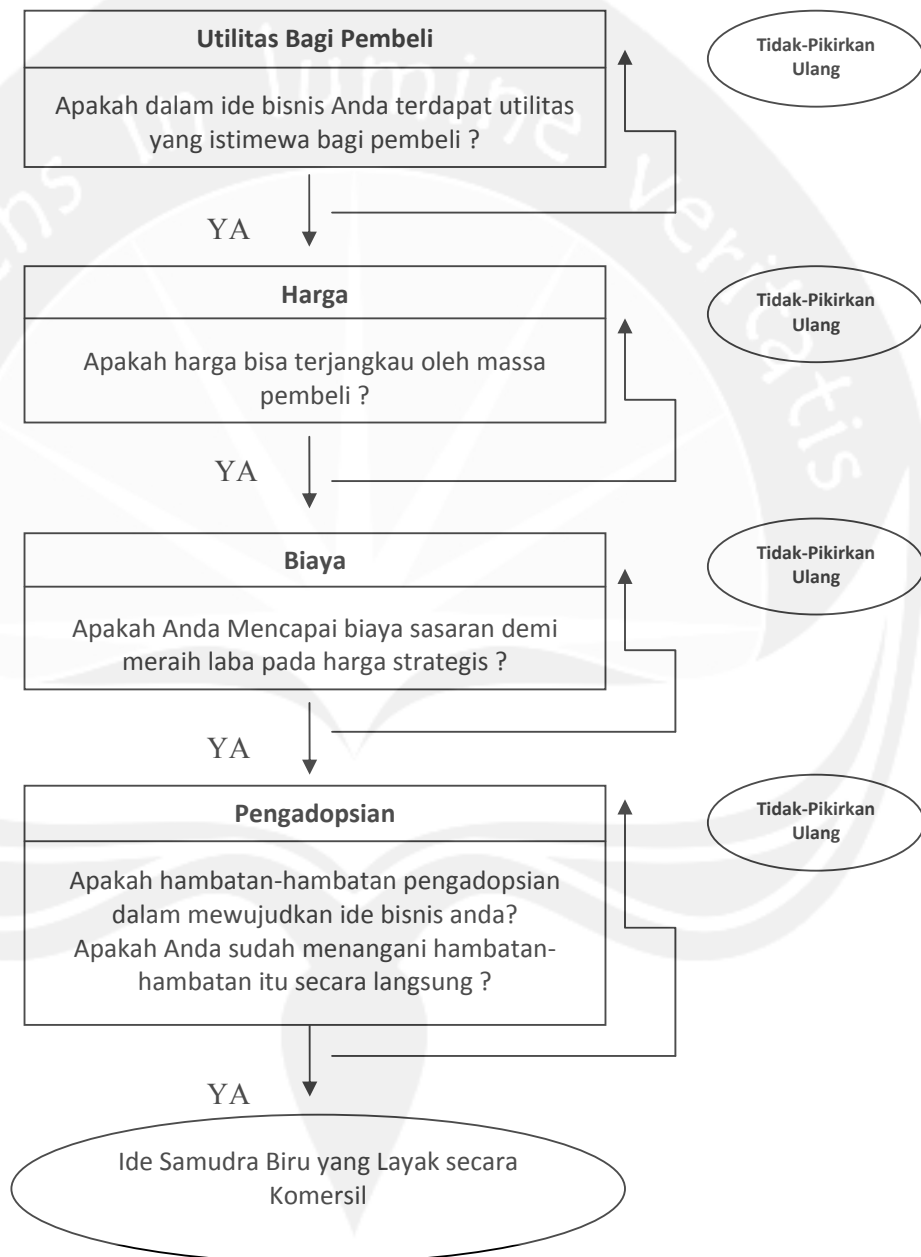 Utilitas Bagi Pembeli
Tidak-Pikirkan
Ulang
Apakah dalam ide bisnis Anda terdapat utilitas
yang istimewa bagi pembeli ?
YA
Harga
Tidak-Pikirkan
Ulang
Apakah harga bisa terjangkau oleh massa
pembeli ?
YA
Biaya
Tidak-Pikirkan
Ulang
Apakah Anda Mencapai biaya sasaran demi
meraih laba pada harga strategis ?
YA
Pengadopsian
Tidak-Pikirkan
Ulang
Apakah hambatan-hambatan pengadopsian
dalam mewujudkan ide bisnis anda?
Apakah Anda sudah menangani hambatan-
hambatan itu secara langsung ?
YA
Ide Samudra Biru yang Layak secara
Komersil
ens in lumine veritatis